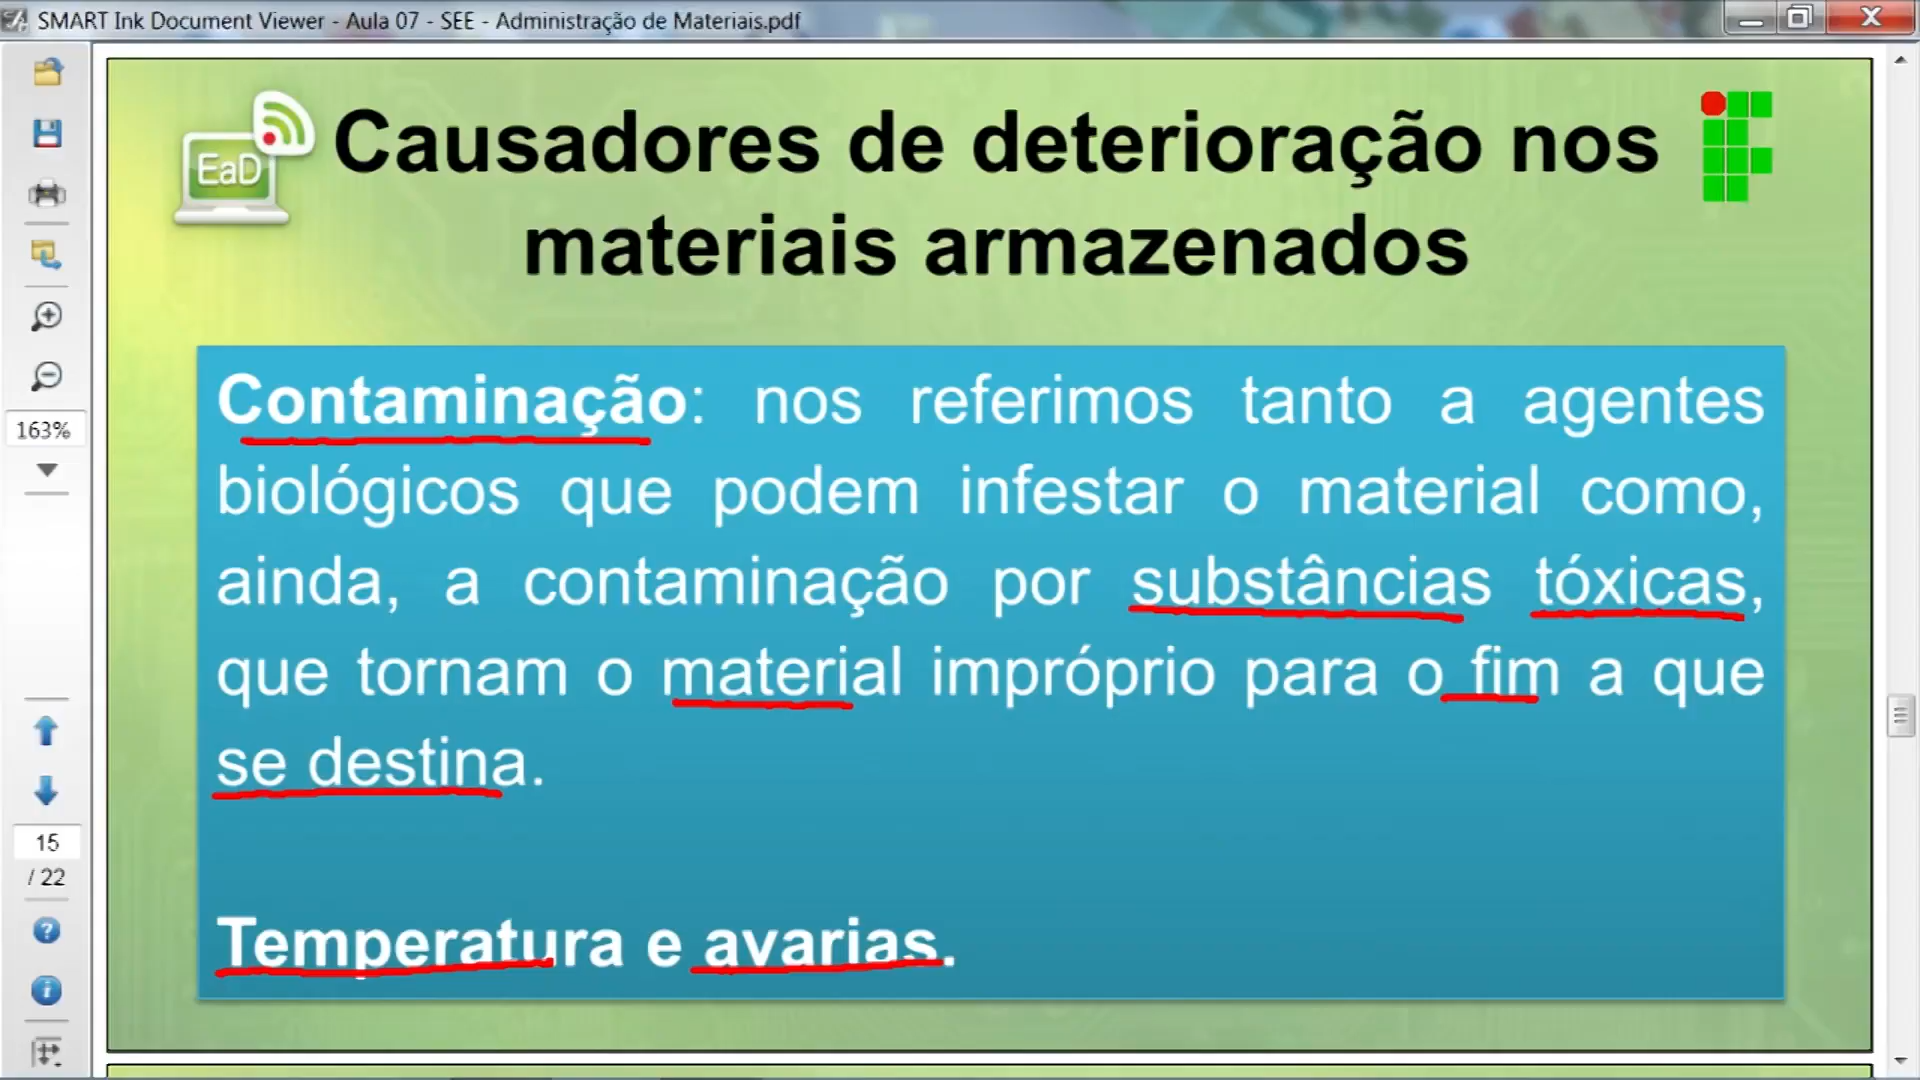 SMART Ink Document Viewer - Aula 07 - SEE - Administração de Materiais.pdf
EaD
Causadores de deterioração nos
materiais armazenados
Contaminação: nos referimos tanto a agentes
biológicos que podem infestar o material como,
ainda, a contaminação por substâncias tóxicas,
que tornam o material impróprio para o fim a que
se destina.
Temperatura e avarias.
163%
15
/ 22